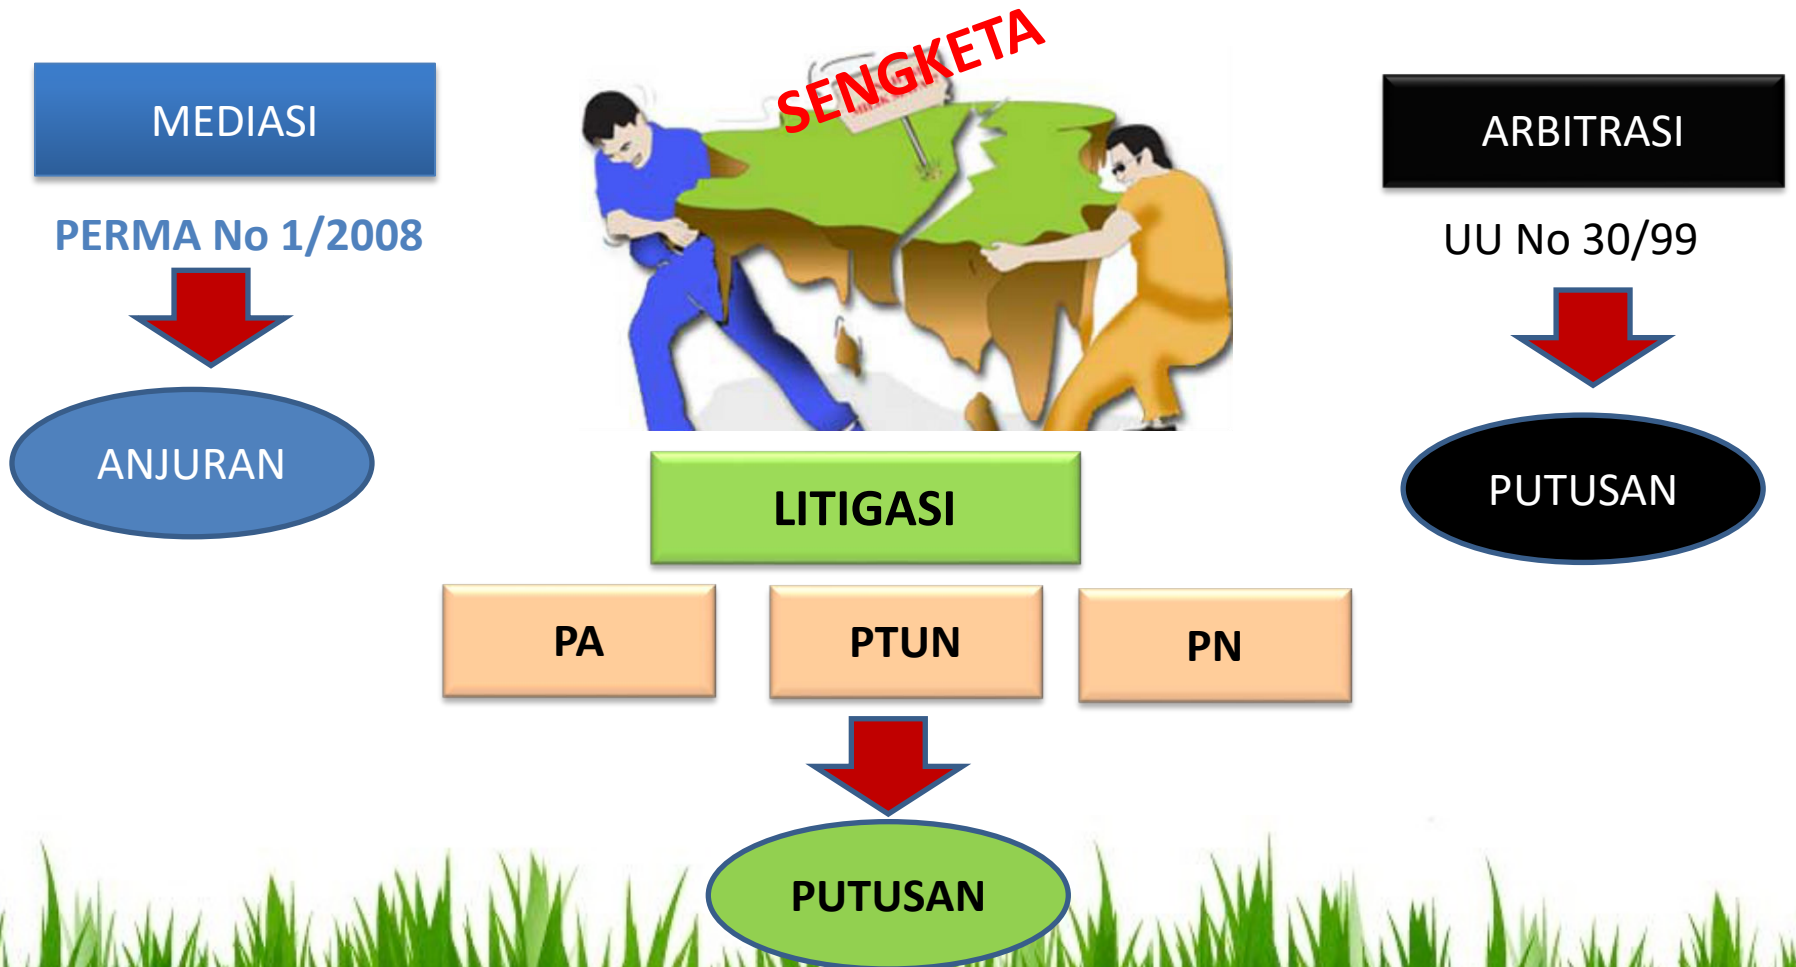 SENGKETA
MEDIASI
PERMA No 1/2008
ANJURAN
ARBITRASI
UU No 30/99
PUTUSAN
LITIGASI
PA
PTUN
PN
PUTUSAN